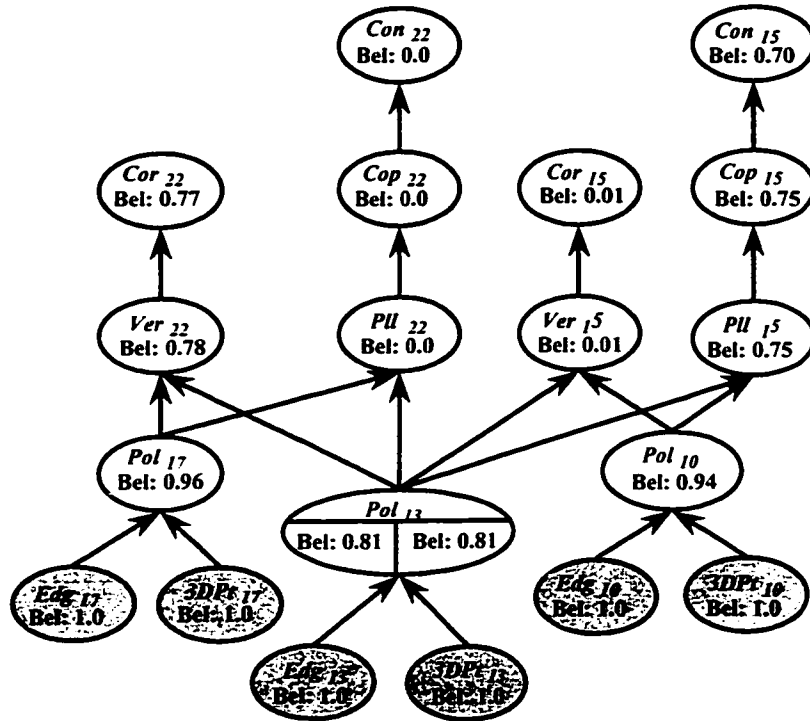 Con 22
Bel: 0.0
Con 15
Bel: 0.70
Cor 22
Bel: 0.77
Cop 22
Bel: 0.0
Cor 15
Bel: 0.01
Cop 15
Bel: 0.75
Ver 22
Bel: 0.78
Pll 22
Bel: 0.0
Ver 15
Bel: 0.01
Pll 15
Bel: 0.75
Pol 17
Bel: 0.96
Pol 10
Bel: 0.94
Pol 13
Bel: 0.81 Bel: 0.81
Edg 17
Bel: 1.0
3DPt 17
Bel: 1.0
Edg 10
Bel: 1.0
3DPt 10
Bel: 1.0
Edg 13
Bel: 1.0
3DPt 13
Bel: 1.0